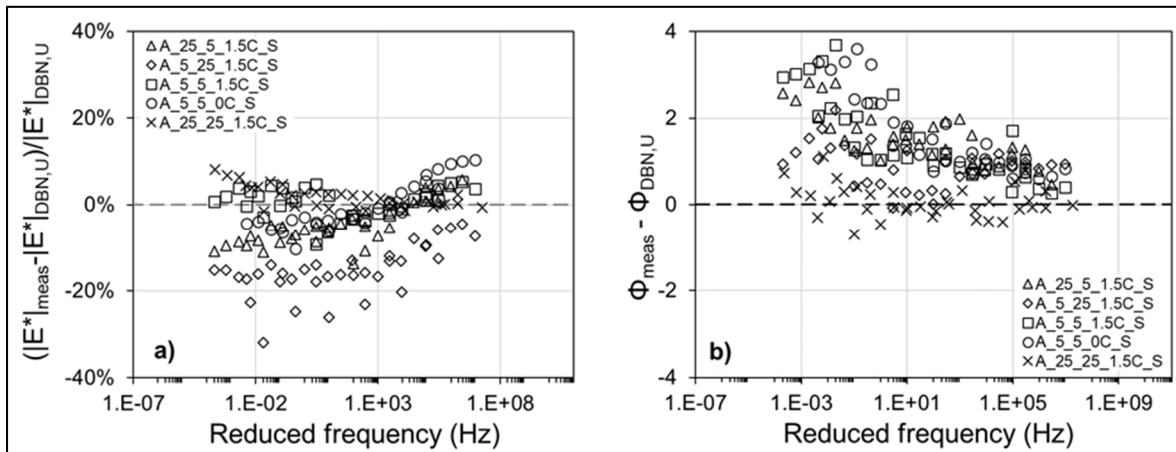 (|E*|meas-|E*|DBN,U)/|E*|DBN,U
40%
20%
0%
-20%
-40%
A_25_5_1.5C_S
A_5_25_1.5C_S
A_5_5_1.5C_S
A_5_5_0C_S
A_25_25_1.5C_S
a)
1.E-07
1.E-02
1.E+03
1.E+08
Reduced frequency (Hz)
Φmeas - ΦDBN,U
4
2
0
-2
-4
A_25_5_1.5C_S
A_5_25_1.5C_S
A_5_5_1.5C_S
A_5_5_0C_S
A_25_25_1.5C_S
b)
1.E-07
1.E-03
1.E+01
1.E+05
1.E+09
Reduced frequency (Hz)